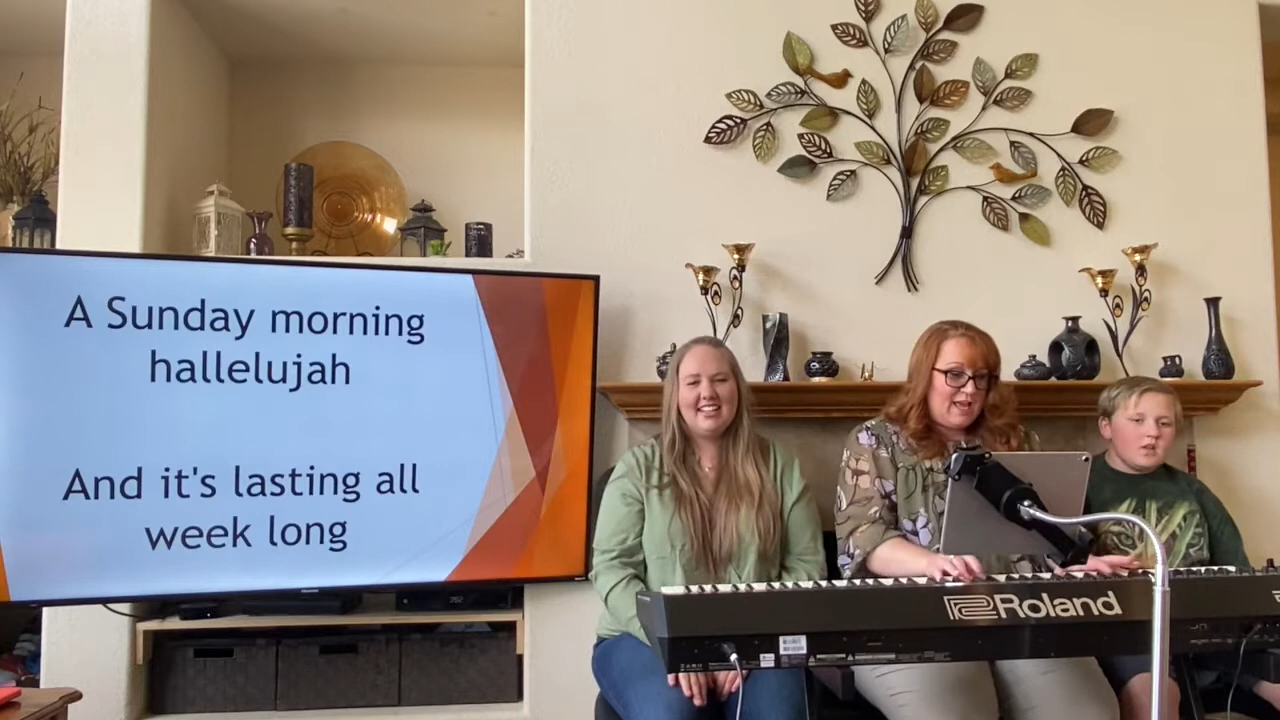 A Sunday morning
hallelujah
And it's lasting all
week long
Roland